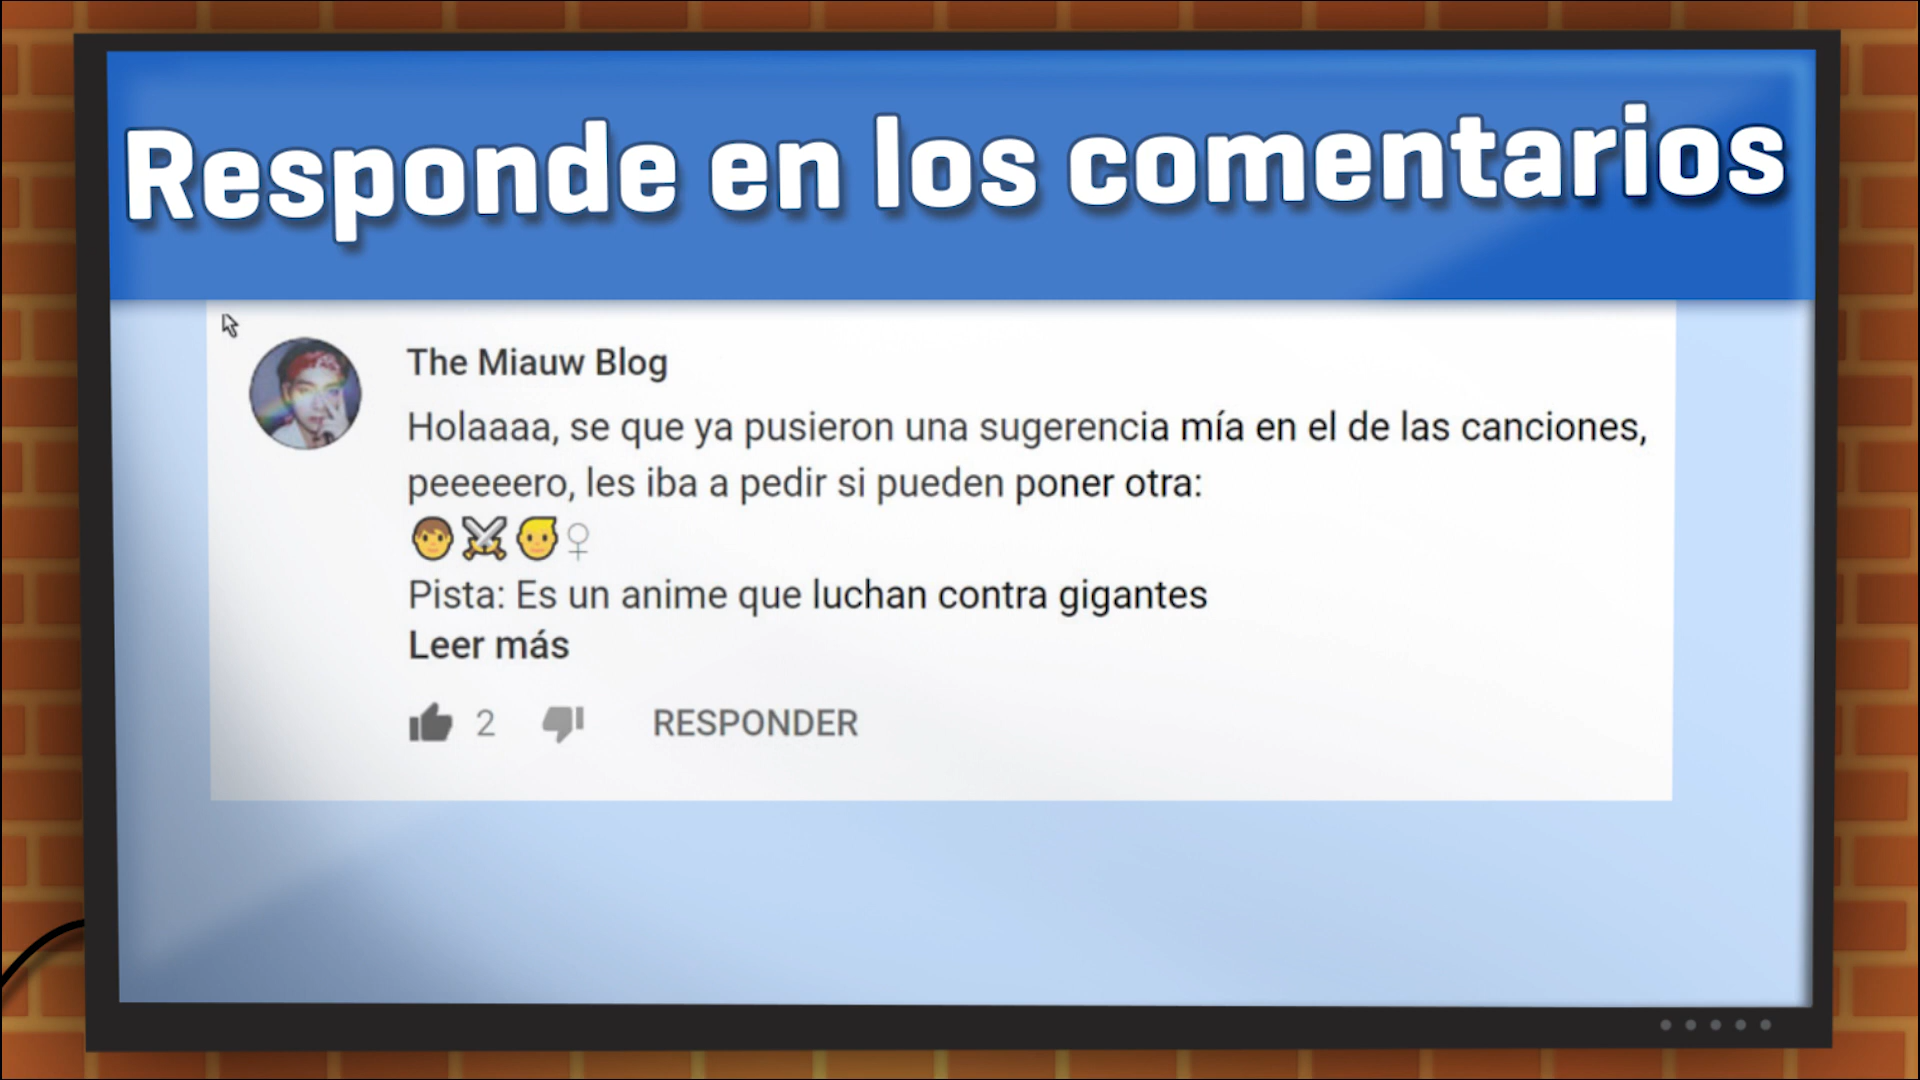 Responde en los comentarios
The Miauw Blog
Holaaaa, se que ya pusieron una sugerencia mía en el de las canciones,
peeeeero, les iba a pedir si pueden poner otra:
👦⚔👱♀
Pista: Es un anime que luchan contra gigantes
Leer más
2 RESPONDER